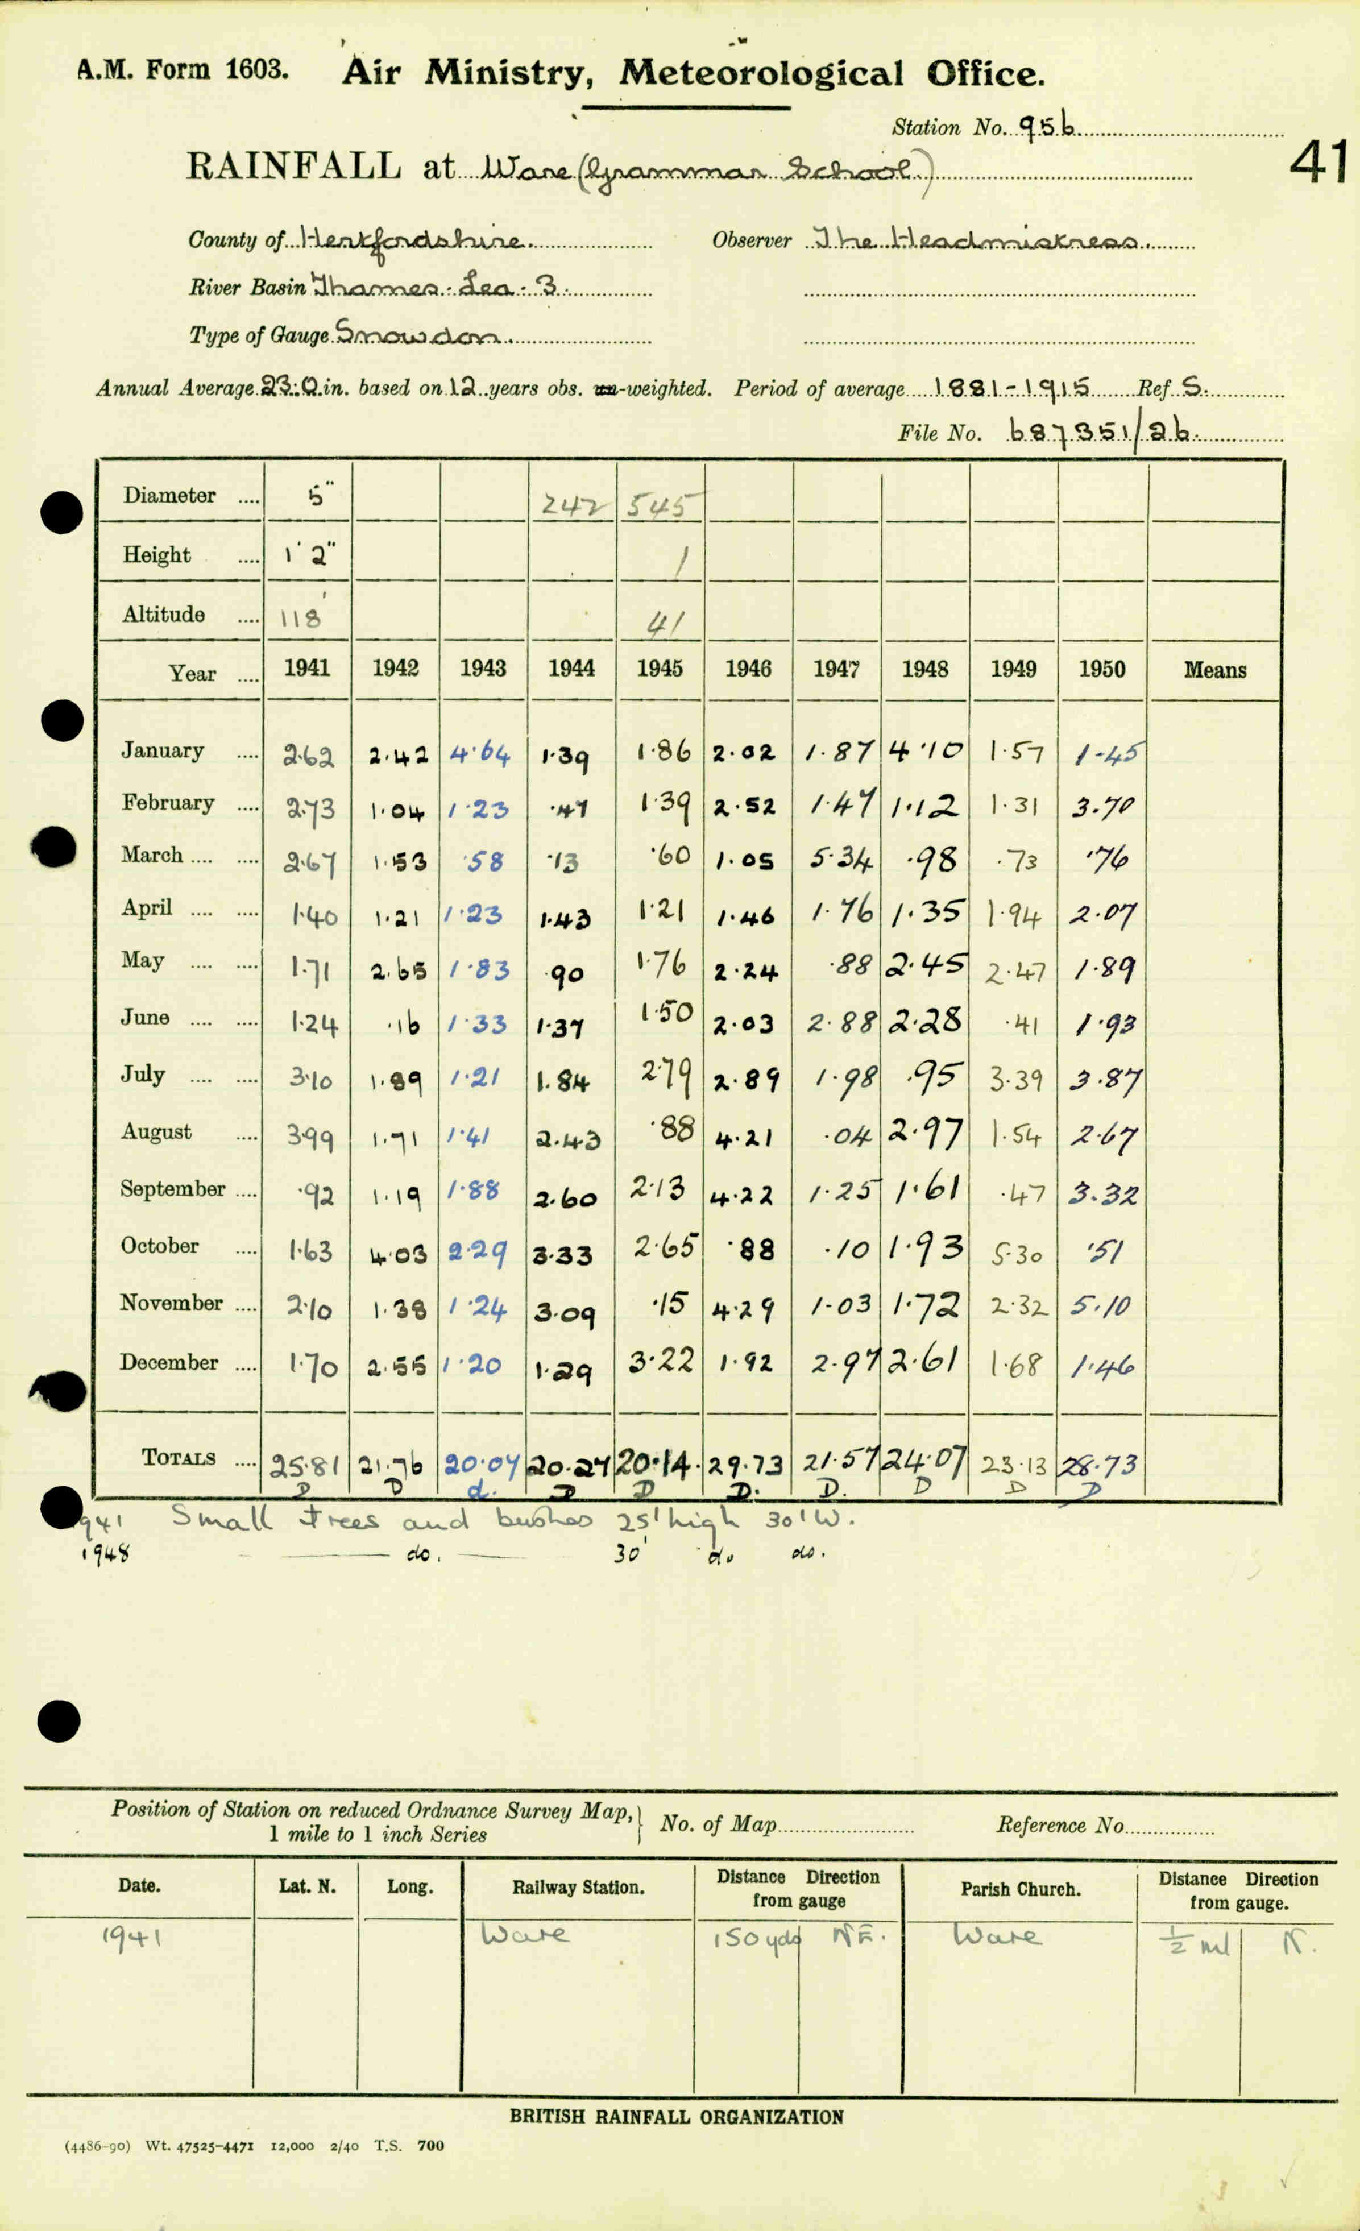 A.M. Form 1603. Air Ministry, Meteorological Office.
Station No. 956
41
RAINFALL at Ware (Grammar School)
County of Hertfordshire. Observer The Headmistress.
River Basin Thames - Lea - 3.
Type of Gauge Snowdon.
Annual Average 23.0 in. based on 12 years obs. un-weighted. Period of average 1881-1915 Ref S.
File No. 687351/26.
Diameter .... 5" 242 545
Height .... 1' 2" 1
Altitude .... 118' 41
Year .... 1941 1942 1943 1944 1945 1946 1947 1948 1949 1950 Means
January .... 2.62 2.42 4.64 1.39 1.86 2.02 1.87 4.10 1.57 1.45
February .... 2.73 1.04 1.23 .47 1.39 2.52 1.47 1.12 1.31 3.70
March .... .... 2.67 1.53 .58 .13 .60 1.05 5.34 .98 .73 .76
April .... .... 1.40 1.21 1.23 1.43 1.21 1.46 1.76 1.35 1.94 2.07
May .... .... 1.71 2.65 1.83 .90 1.76 2.24 .88 2.45 2.47 1.89
June .... .... 1.24 .16 1.33 1.37 1.50 2.03 2.88 2.28 .41 1.93
July .... .... 3.10 1.89 1.21 1.84 2.79 2.89 1.98 .95 3.39 3.87
August .... 3.99 1.71 1.41 2.43 .88 4.21 .04 2.97 1.54 2.67
September .... .92 1.19 1.88 2.60 2.13 4.22 1.25 1.61 .47 3.32
October .... 1.63 4.03 2.29 3.33 2.65 .88 .10 1.93 5.30 .51
November .... 2.10 1.38 1.24 3.09 .15 4.29 1.03 1.72 2.32 5.10
December .... 1.70 2.55 1.20 1.29 3.22 1.92 2.97 2.61 1.68 1.46
TOTALS .... 25.81 21.76 20.07 20.27 20.14 29.73 21.57 24.07 23.13 28.73
D D d. D D D. D. D D D
1941 Small trees and bushes 25' high 30' W.
1948 do. 30' do. do.
Position of Station on reduced Ordnance Survey Map, No. of Map Reference No.
1 mile to 1 inch Series
Date. Lat. N. Long. Railway Station. Distance Direction from gauge Parish Church. Distance Direction from gauge.
1941 Ware 150 yds NE. Ware ½ ml N.
BRITISH RAINFALL ORGANIZATION
(4486-90) Wt. 47525-4471 12,000 2/40 T.S. 700